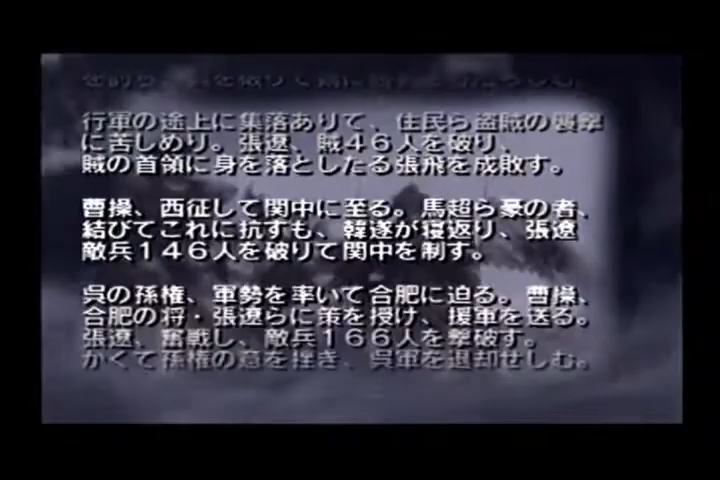 行軍の途上に集落ありて、住民ら盗賊の襲撃
に苦しめり。張遼、賊４６人を破り、
賊の首領に身を落としたる張飛を成敗す。
曹操、西征して関中に至る。馬超ら豪の者、
結びてこれに抗すも、韓遂が寝返り、張遼
敵兵１４６人を破りて関中を制す。
呉の孫権、軍勢を率いて合肥に迫る。曹操、
合肥の将・張遼らに策を授け、援軍を送る。
張遼、奮戦し、敵兵１６６人を撃破す。
かくて孫権の意を挫き、呉軍を退却せしむ。